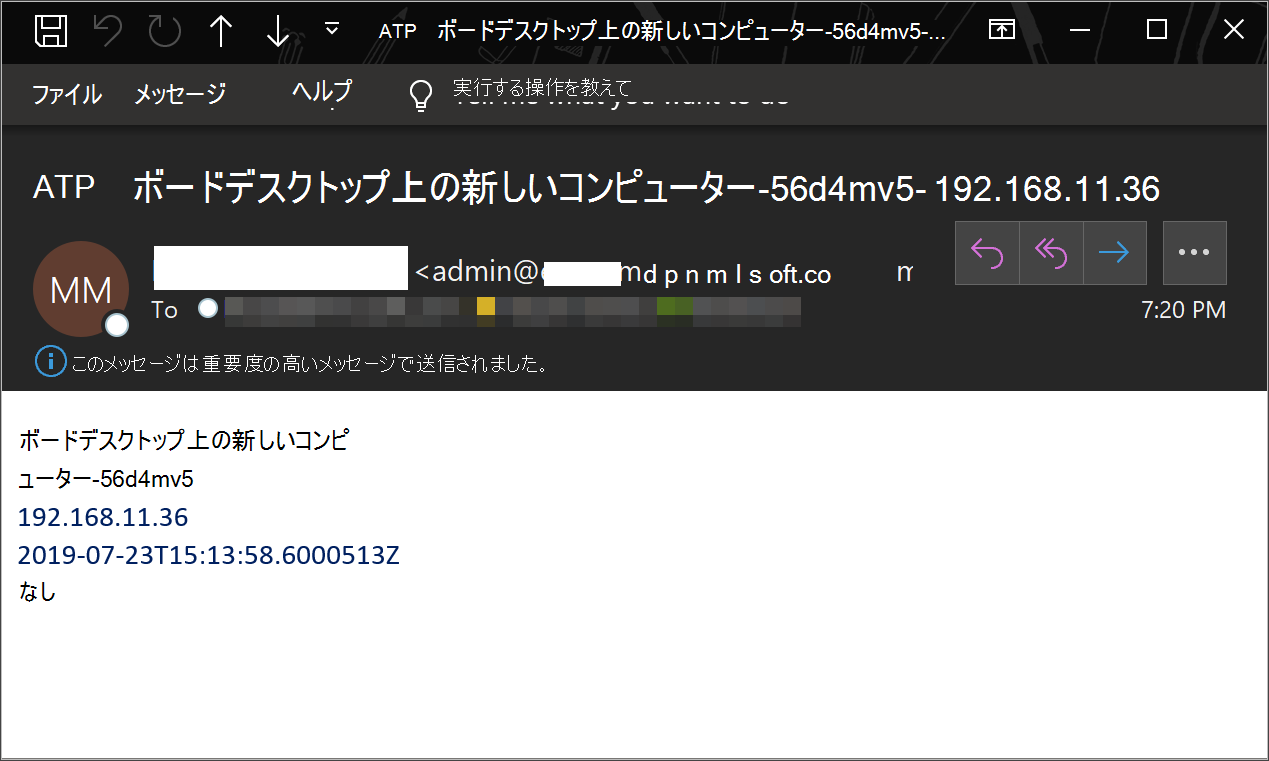 ATP ボードデスクトップ上の新しいコンピューター-56d4mv5-...
ファイル メッセージ ヘルプ 実行する操作を教えて
ATP ボードデスクトップ上の新しいコンピューター-56d4mv5- 192.168.11.36
MM
<admin@ m d p n m l s oft.co m
To
7:20 PM
このメッセージは重要度の高いメッセージで送信されました。
ボードデスクトップ上の新しいコンピ
ューター-56d4mv5
192.168.11.36
2019-07-23T15:13:58.6000513Z
なし